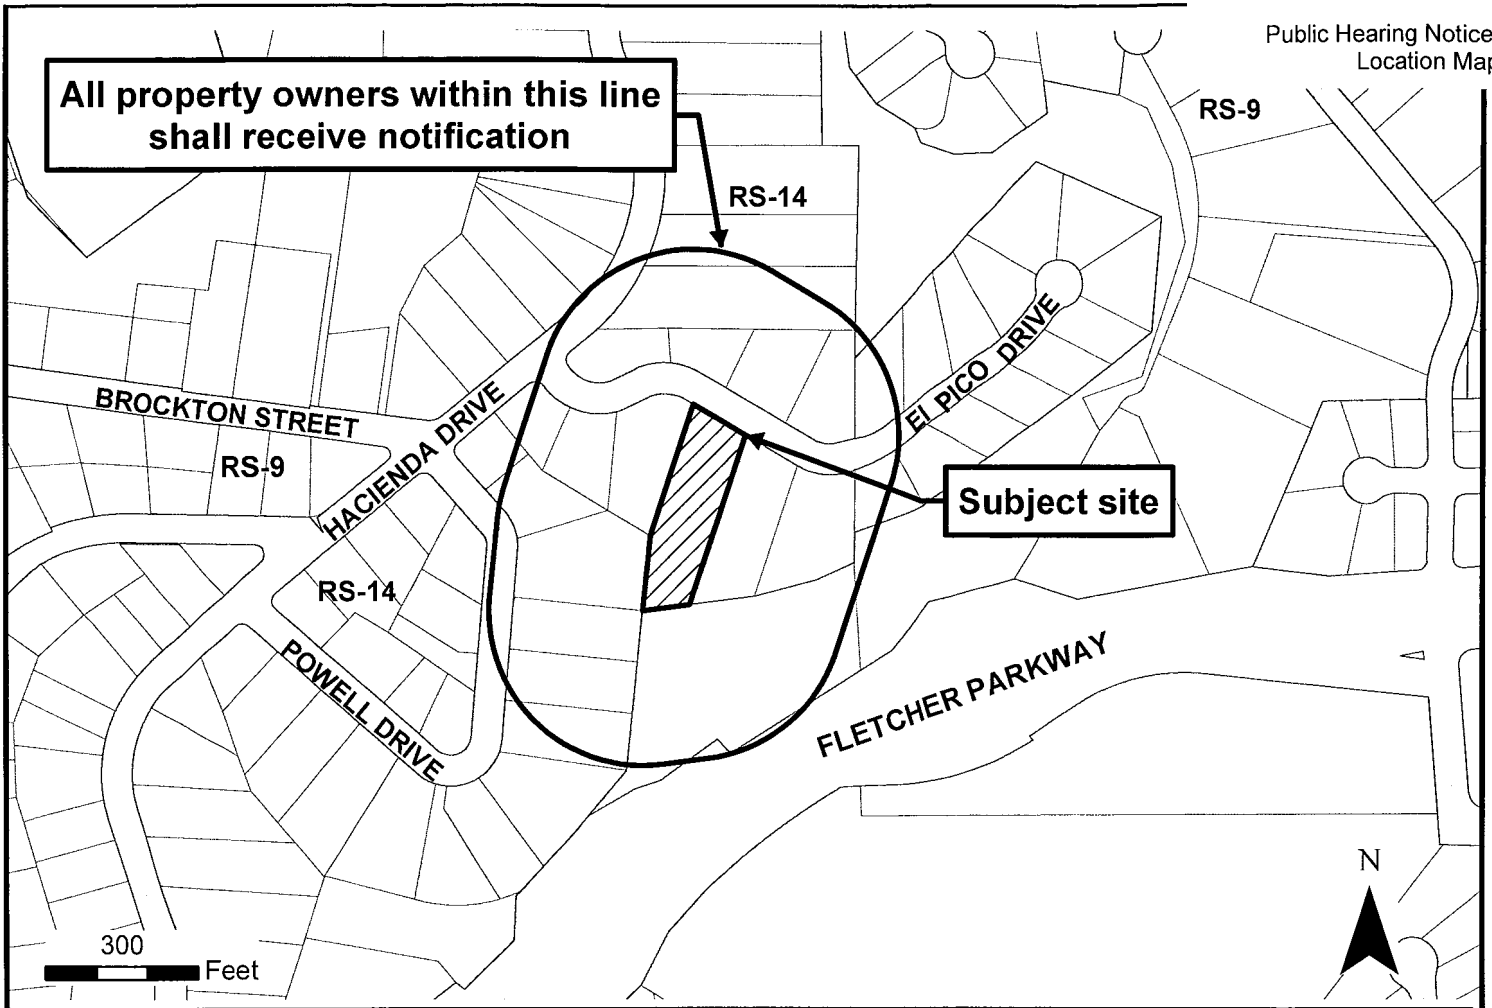 Public Hearing Notice
Location Map
All property owners within this line
shall receive notification
RS-9
RS-14
EL PICO DRIVE
BROCKTON STREET
HACIENDA DRIVE
RS-9
Subject site
RS-14
POWELL DRIVE
FLETCHER PARKWAY
N
300
Feet